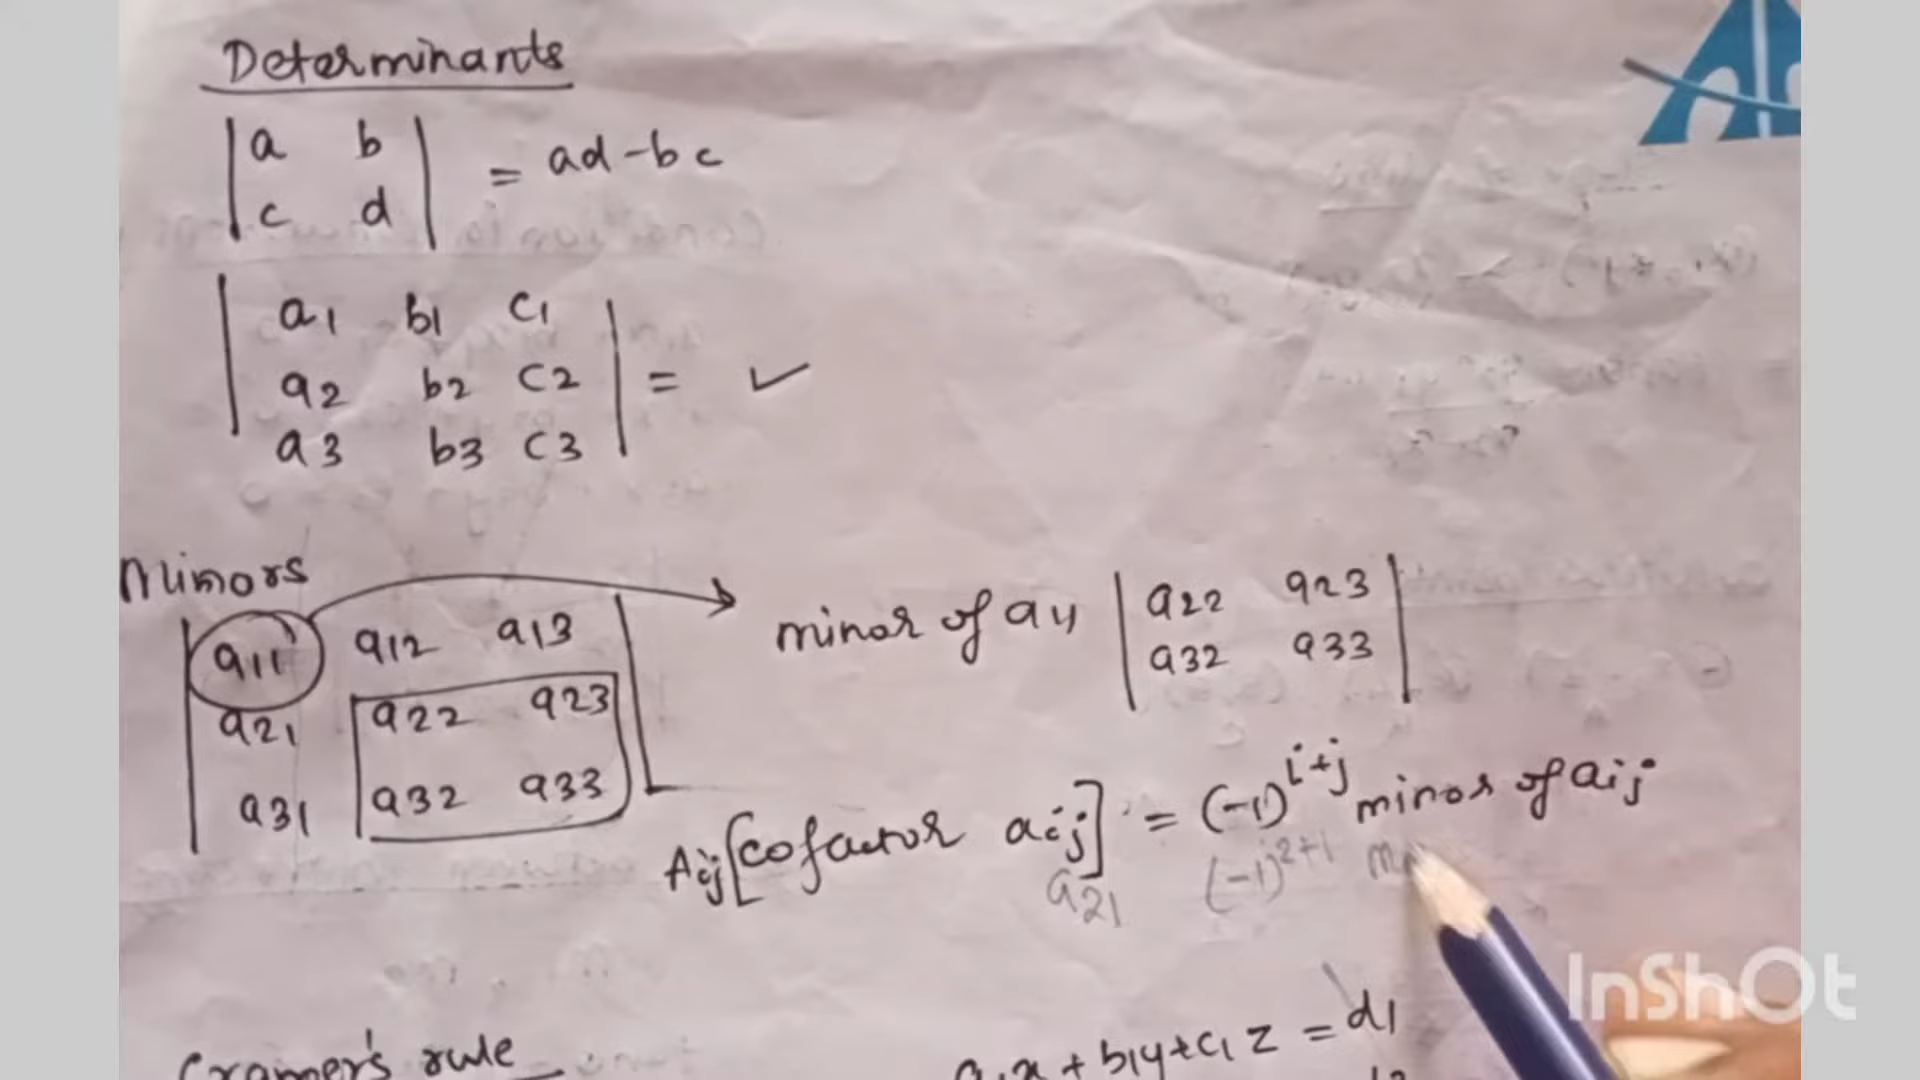 Determinants
| a b |
| c d | = ad - bc
| a1 b1 c1 |
| a2 b2 c2 | = ✓
| a3 b3 c3 |
Minors
| a11 a12 a13 |
| a21 a22 a23 |
| a31 a32 a33 |
minor of a11 | a22 a23 |
| a32 a33 |
Aij [cofactor aij] = (-1)^i+j minor of aij
a21 (-1)^2+1
Cramer's rule
a1x + b1y + c1z = d1
InShOt